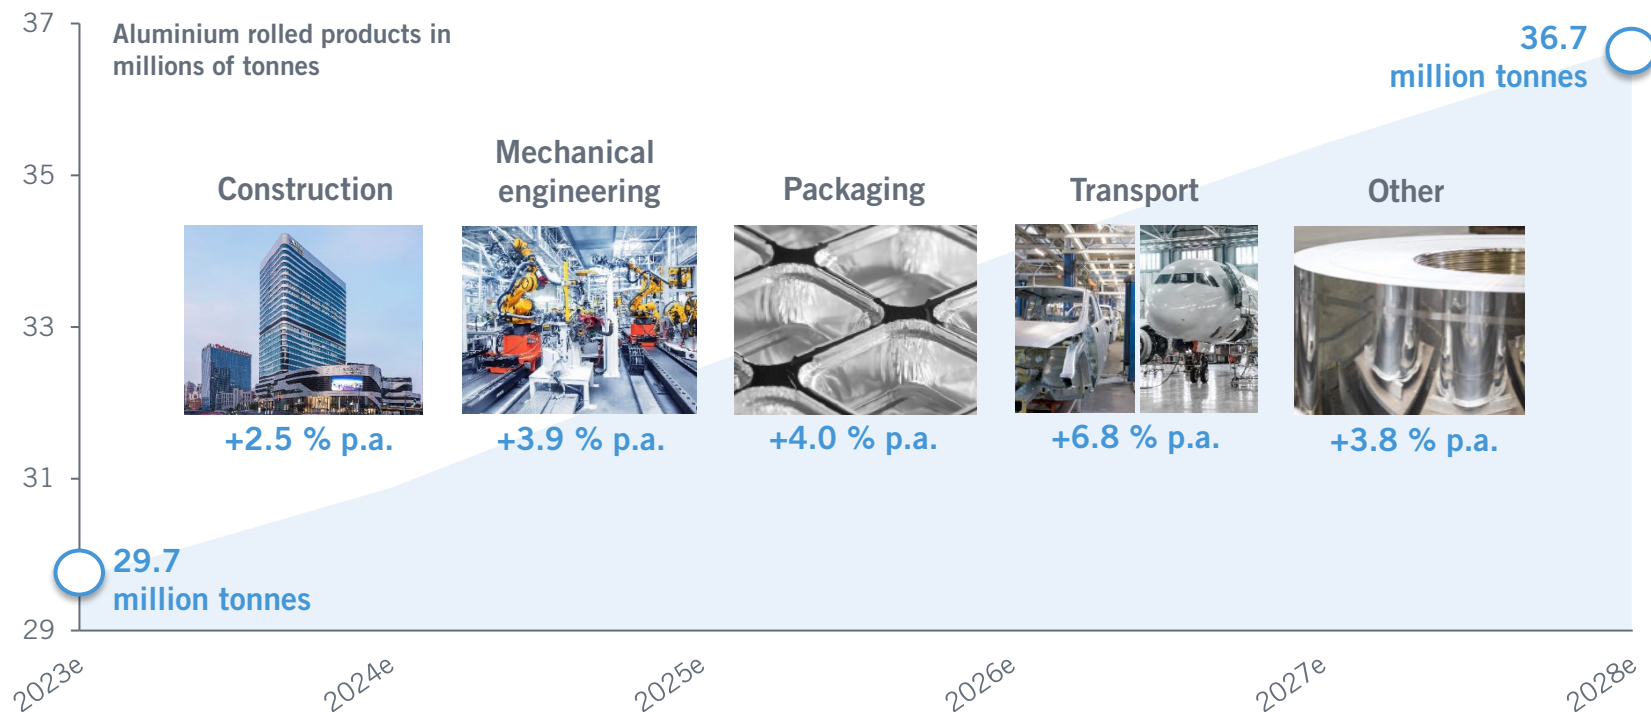 37
Aluminium rolled products in
millions of tonnes
36.7
million tonnes
35
33
31
29
Construction
Mechanical
engineering
Packaging
Transport
Other
+2.5 % p.a.
+3.9 % p.a.
+4.0 % p.a.
+6.8 % p.a.
+3.8 % p.a.
29.7
million tonnes
2023e
2024e
2025e
2026e
2027e
2028e